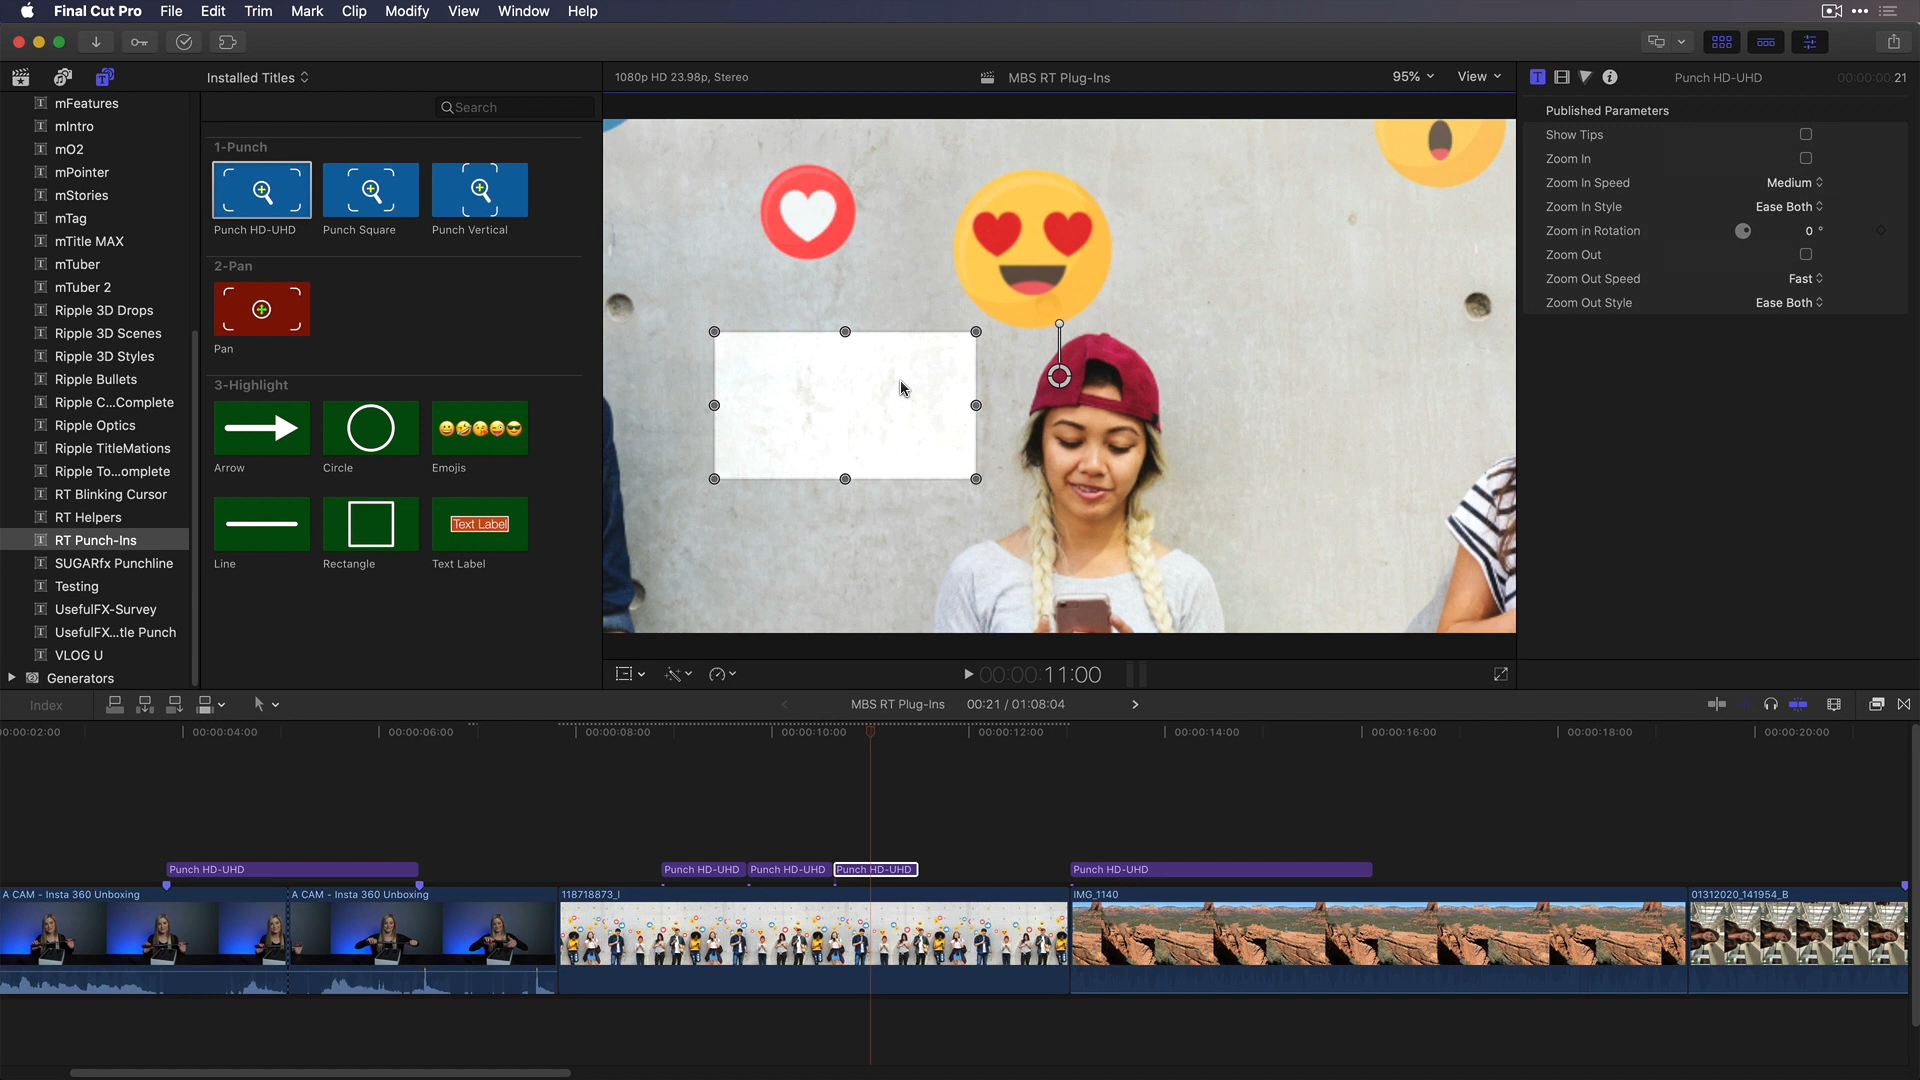 Final Cut Pro File Edit Trim Mark Clip Modify View Window Help
Installed Titles
1080p HD 23.98p, Stereo
MBS RT Plug-Ins
95%
View
Punch HD-UHD
00:00:00:21
mFeatures
mIntro
mO2
mPointer
mStories
mTag
mTitle MAX
mTuber
mTuber 2
Ripple 3D Drops
Ripple 3D Scenes
Ripple 3D Styles
Ripple Bullets
Ripple C...Complete
Ripple Optics
Ripple TitleMations
Ripple To...omplete
RT Blinking Cursor
RT Helpers
RT Punch-Ins
SUGARfx Punchline
Testing
UsefulFX-Survey
UsefulFX...tle Punch
VLOG U
Generators
Search
1-Punch
Punch HD-UHD
Punch Square
Punch Vertical
2-Pan
Pan
3-Highlight
Arrow
Circle
Emojis
Text Label
Line
Rectangle
Text Label
Published Parameters
Show Tips
Zoom In
Zoom In Speed Medium
Zoom In Style Ease Both
Zoom in Rotation 0 °
Zoom Out
Zoom Out Speed Fast
Zoom Out Style Ease Both
00:00:11:00
Index
MBS RT Plug-Ins
00:21 / 01:08:04
0:00:02:00
00:00:04:00
00:00:06:00
00:00:08:00
00:00:10:00
00:00:12:00
00:00:14:00
00:00:16:00
00:00:18:00
00:00:20:00
Punch HD-UHD
Punch HD-UHD
Punch HD-UHD
Punch HD-UHD
Punch HD-UHD
A CAM - Insta 360 Unboxing
A CAM - Insta 360 Unboxing
118718873_l
IMG_1140
01312020_141954_B